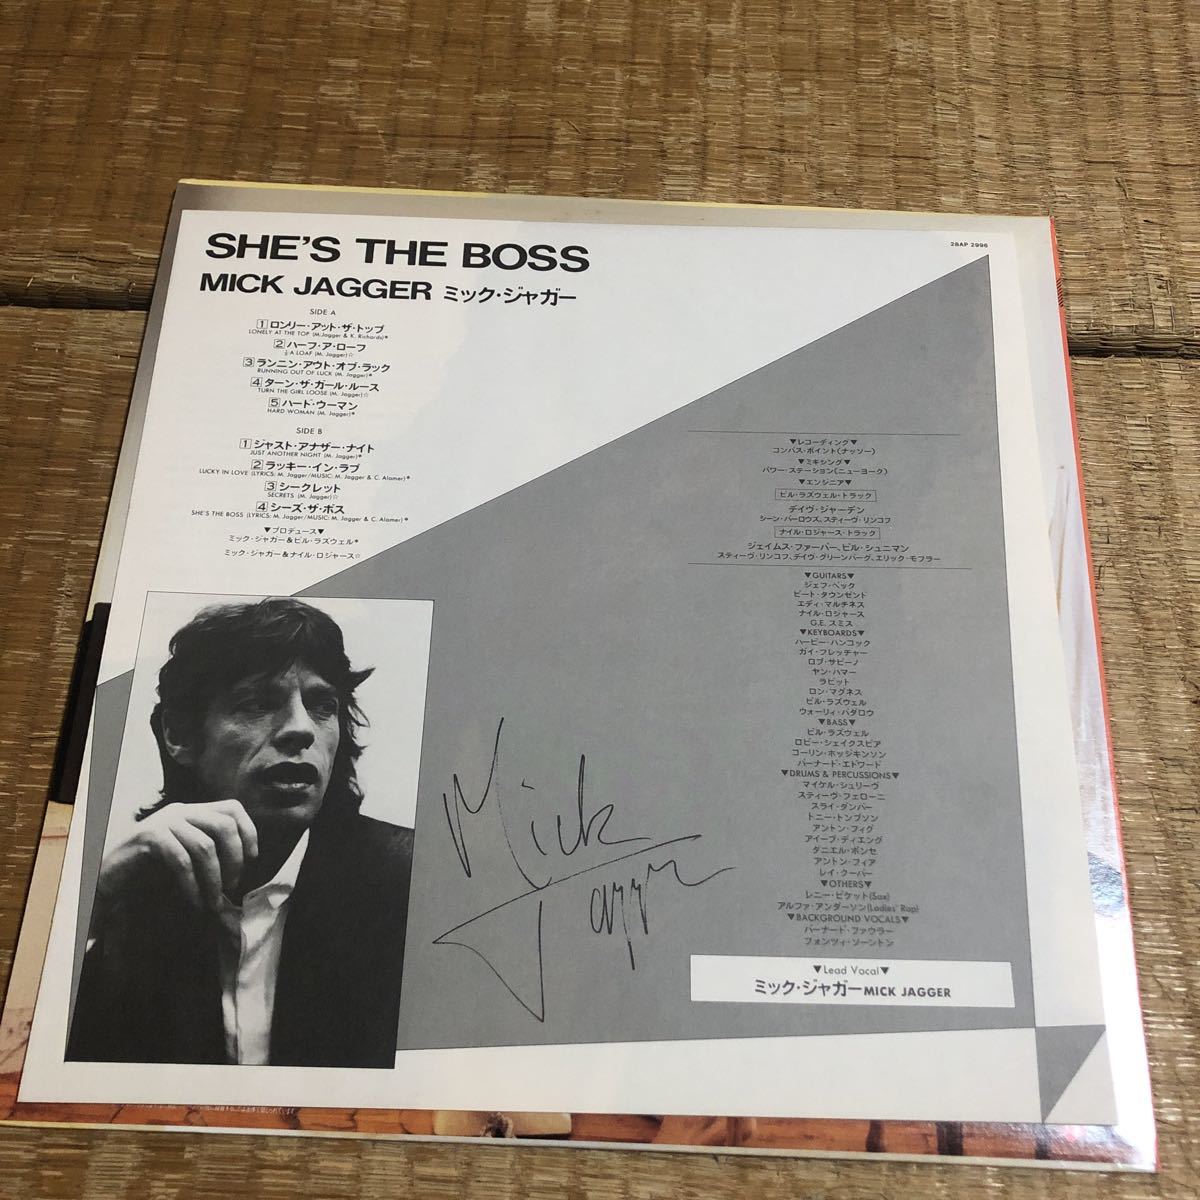 SHE'S THE BOSS
28AP 2996
MICK JAGGER ミック・ジャガー
SIDE A
1 ロンリー・アット・ザ・トップ
LONELY AT THE TOP (M.Jagger & K. Richards)*
2 ハーフ・ア・ローフ
½ A LOAF (M. Jagger)☆
3 ランニン・アウト・オブ・ラック
RUNNING OUT OF LUCK (M. Jagger)*
4 ターン・ザ・ガール・ルース
TURN THE GIRL LOOSE (M. Jagger)☆
5 ハード・ウーマン
HARD WOMAN (M. Jagger)*
SIDE B
1 ジャスト・アナザー・ナイト
JUST ANOTHER NIGHT (M. Jagger)*
2 ラッキー・イン・ラブ
LUCKY IN LOVE (LYRICS: M. Jagger/MUSIC: M. Jagger & C. Alomar)*
3 シークレット
SECRETS (M. Jagger)☆
4 シーズ・ザ・ボス
SHE'S THE BOSS (LYRICS: M. Jagger/MUSIC: M. Jagger & C. Alomar)*
▼プロデュース▼
ミック・ジャガー&ビル・ラズウェル*
ミック・ジャガー&ナイル・ロジャース☆
▼レコーディング▼
コンパス・ポイント(ナッソー)
▼ミキシング▼
パワー・ステーション(ニューヨーク)
▼エンジニア▼
ビル・ラズウェル・トラック
デイヴ・ジャーデン
シーン・バーロウズ、スティーヴ・リンコフ
ナイル・ロジャース・トラック
ジェイムス・ファーバー、ビル・シュニマン
スティーヴ・リンコフ、デイヴ・グリーンバーグ、エリック・モフラー
▼GUITARS▼
ジェフ・ベック
ピート・タウンゼント
エディ・マルチネス
ナイル・ロジャース
G.E. スミス
▼KEYBOARDS▼
ハービー・ハンコック
ガイ・フレッチャー
ロブ・サビーノ
ヤン・ハマー
ラビット
ロン・マグネス
ビル・ラズウェル
ウォーリィ・バダロウ
▼BASS▼
ビル・ラズウェル
ロビー・シェイクスピア
コーリン・ホッジキンソン
バーナード・エドワード
▼DRUMS & PERCUSSIONS▼
マイケル・シュリーヴ
スティーヴ・フェローニ
スライ・ダンバー
トニー・トンプソン
アントン・フィグ
アイーブ・ディエング
ダニエル・ポンセ
アントン・フィア
レイ・クーパー
▼OTHERS▼
レニー・ピケット(Sax)
アルファ・アンダーソン(Ladies' Rap)
▼BACKGROUND VOCALS▼
バーナード・ファウラー
フォンツィ・ソーントン
▼Lead Vocal▼
ミック・ジャガー MICK JAGGER
Mick
Jagger